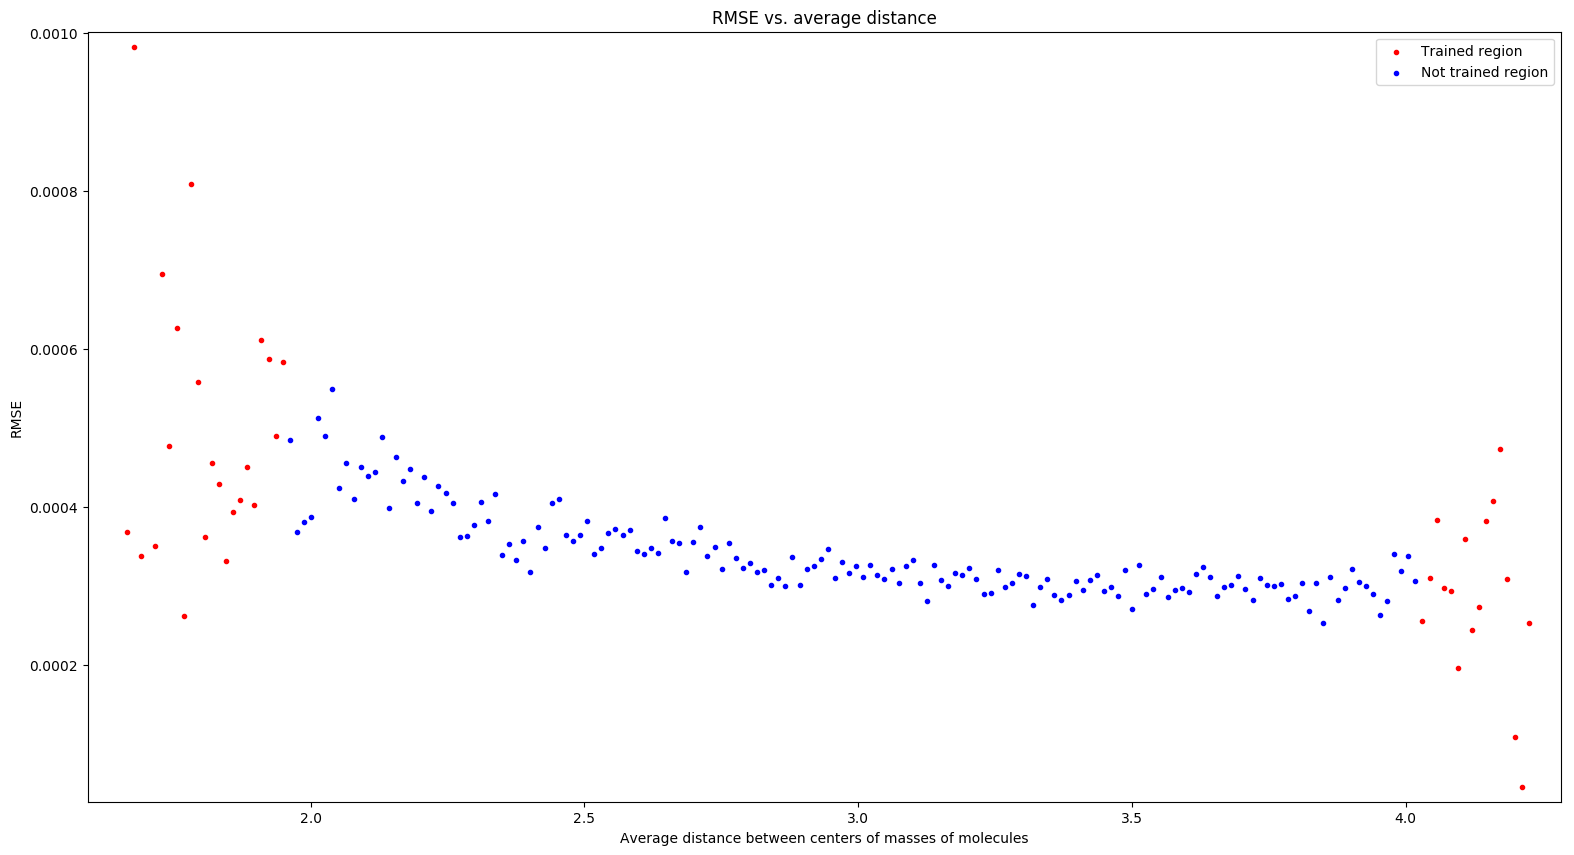 RMSE vs. average distance
Trained region
Not trained region
RMSE
0.0010
0.0008
0.0006
0.0004
0.0002
2.0
2.5
3.0
3.5
4.0
Average distance between centers of masses of molecules